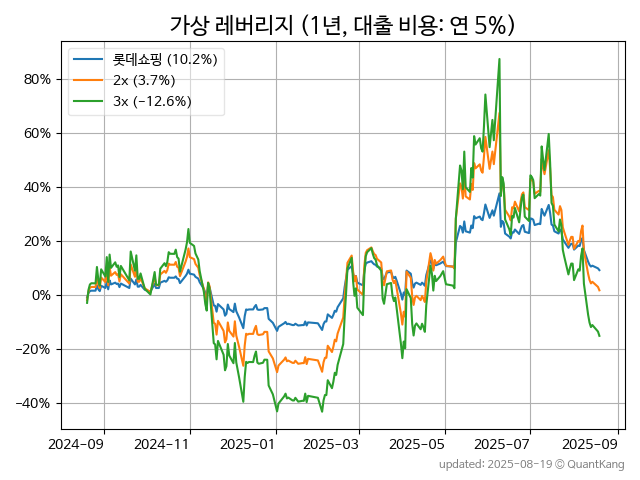 가상 레버리지 (1년, 대출 비용: 연 5%)
롯데쇼핑 (10.2%)
2x (3.7%)
3x (−12.6%)
80%
60%
40%
20%
0%
−20%
−40%
2024-09
2024-11
2025-01
2025-03
2025-05
2025-07
2025-09
updated: 2025-08-19 © QuantKang